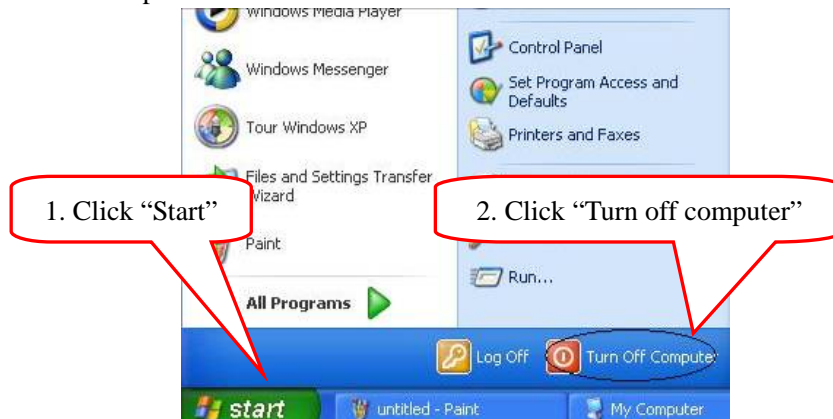 Windows Media Player
Windows Messenger
Tour Windows XP
Files and Settings Transfer
Wizard
Paint
All Programs
Control Panel
Set Program Access and
Defaults
Printers and Faxes
Run...
1. Click “Start”
2. Click “Turn off computer”
Log Off
Turn Off Computer
start
untitled - Paint
My Computer